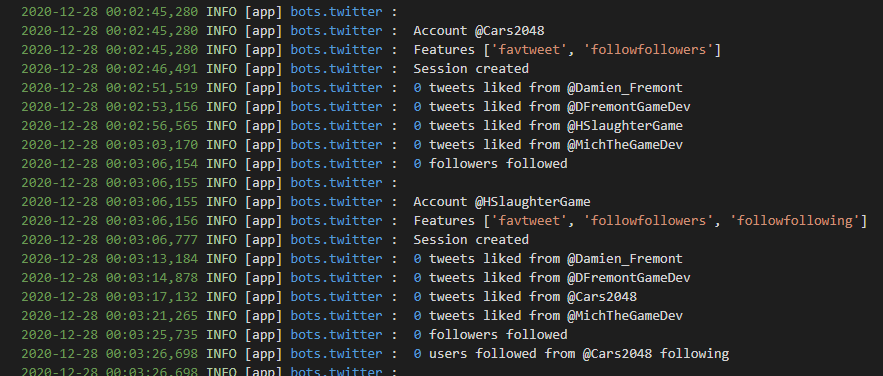 2020-12-28 00:02:45,280 INFO [app] bots.twitter :
2020-12-28 00:02:45,280 INFO [app] bots.twitter : Account @Cars2048
2020-12-28 00:02:45,280 INFO [app] bots.twitter : Features ['favtweet', 'followfollowers']
2020-12-28 00:02:46,491 INFO [app] bots.twitter : Session created
2020-12-28 00:02:51,519 INFO [app] bots.twitter : 0 tweets liked from @Damien_Fremont
2020-12-28 00:02:53,156 INFO [app] bots.twitter : 0 tweets liked from @DFremontGameDev
2020-12-28 00:02:56,565 INFO [app] bots.twitter : 0 tweets liked from @HSlaughterGame
2020-12-28 00:03:03,170 INFO [app] bots.twitter : 0 tweets liked from @MichTheGameDev
2020-12-28 00:03:06,154 INFO [app] bots.twitter : 0 followers followed
2020-12-28 00:03:06,155 INFO [app] bots.twitter :
2020-12-28 00:03:06,155 INFO [app] bots.twitter : Account @HSlaughterGame
2020-12-28 00:03:06,156 INFO [app] bots.twitter : Features ['favtweet', 'followfollowers', 'followfollowing']
2020-12-28 00:03:06,777 INFO [app] bots.twitter : Session created
2020-12-28 00:03:13,184 INFO [app] bots.twitter : 0 tweets liked from @Damien_Fremont
2020-12-28 00:03:14,878 INFO [app] bots.twitter : 0 tweets liked from @DFremontGameDev
2020-12-28 00:03:17,132 INFO [app] bots.twitter : 0 tweets liked from @Cars2048
2020-12-28 00:03:21,265 INFO [app] bots.twitter : 0 tweets liked from @MichTheGameDev
2020-12-28 00:03:25,735 INFO [app] bots.twitter : 0 followers followed
2020-12-28 00:03:26,698 INFO [app] bots.twitter : 0 users followed from @Cars2048 following
2020-12-28 00:03:26,698 INFO [app] bots.twitter :